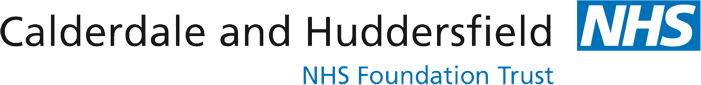 Calderdale and Huddersfield NHS
NHS Foundation Trust